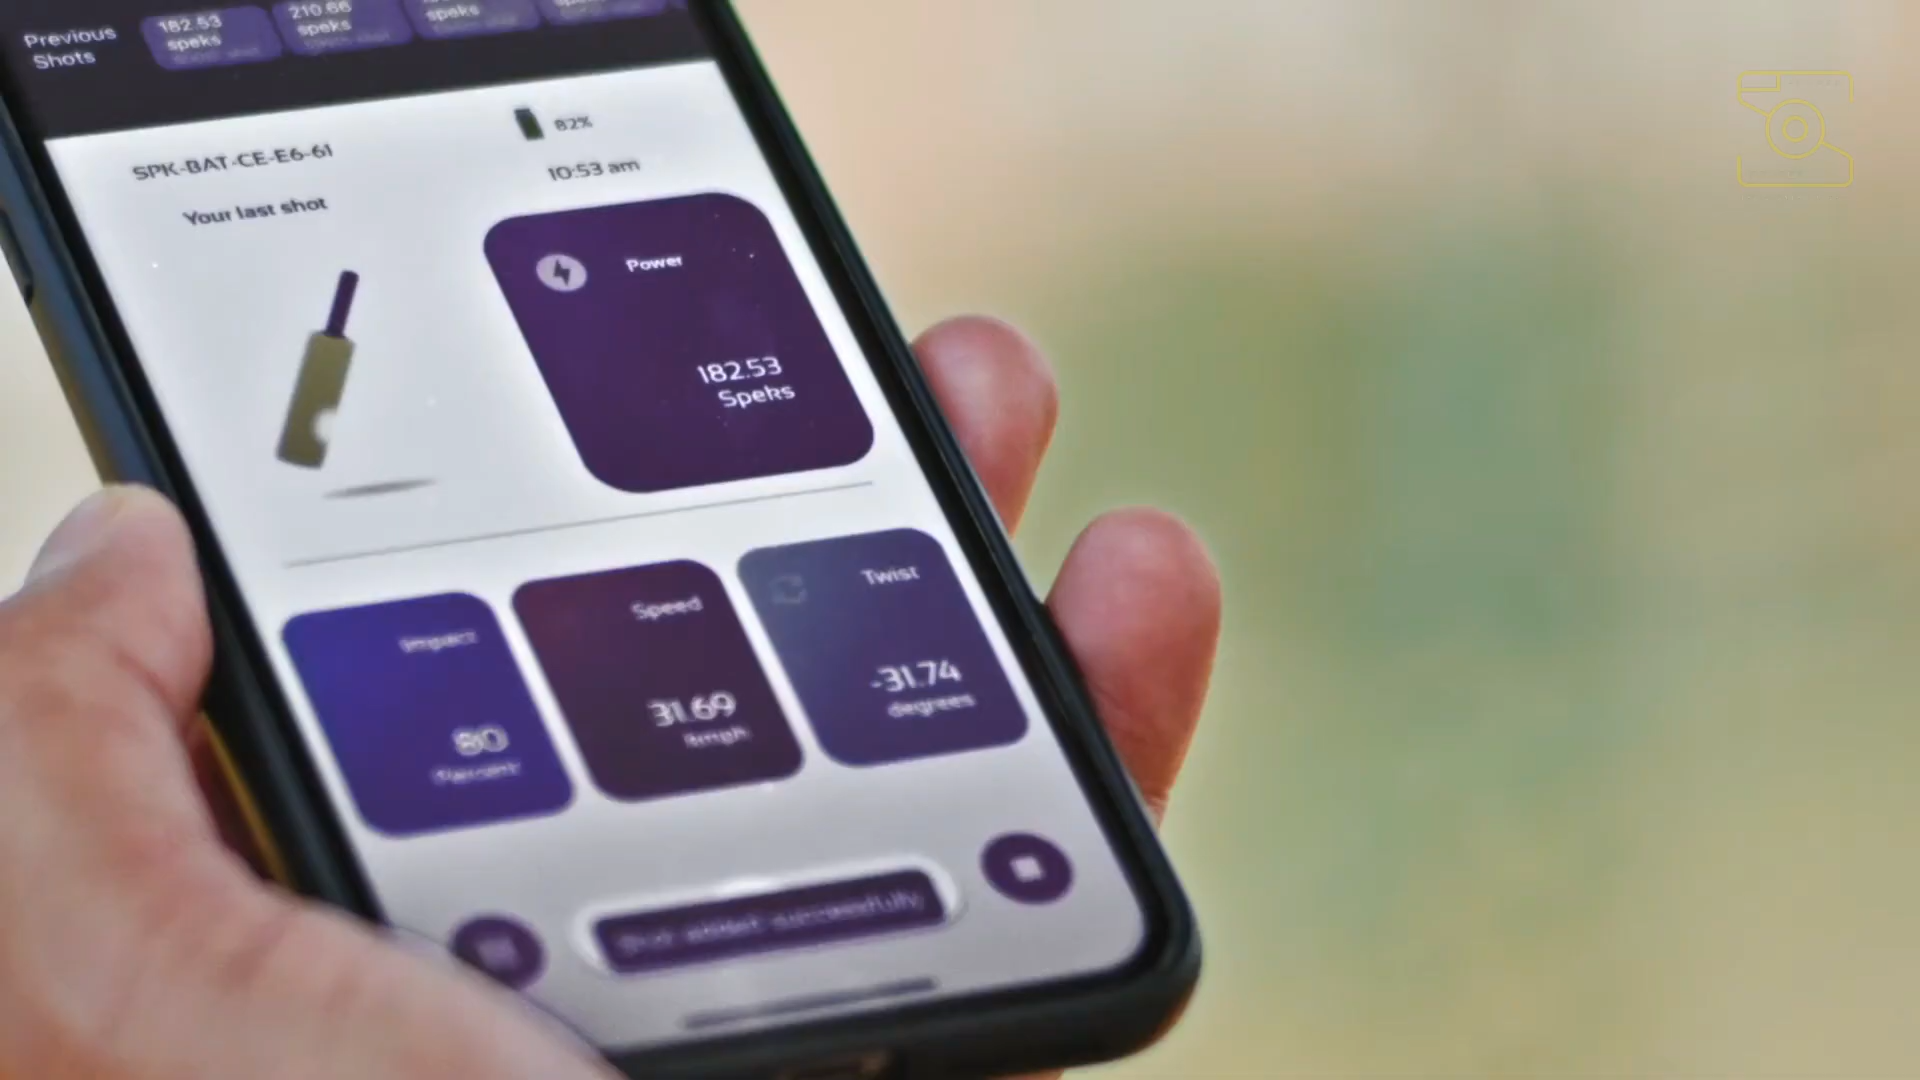 Previous
Shots
182.53
speks
210.66
speks
speks
82%
SPK-BAT-CE-E6-61
10:53 am
Your last shot
Power
182.53
Speks
Impact
80
Percent
Speed
31.69
kmph
Twist
-31.74
degrees
successfully